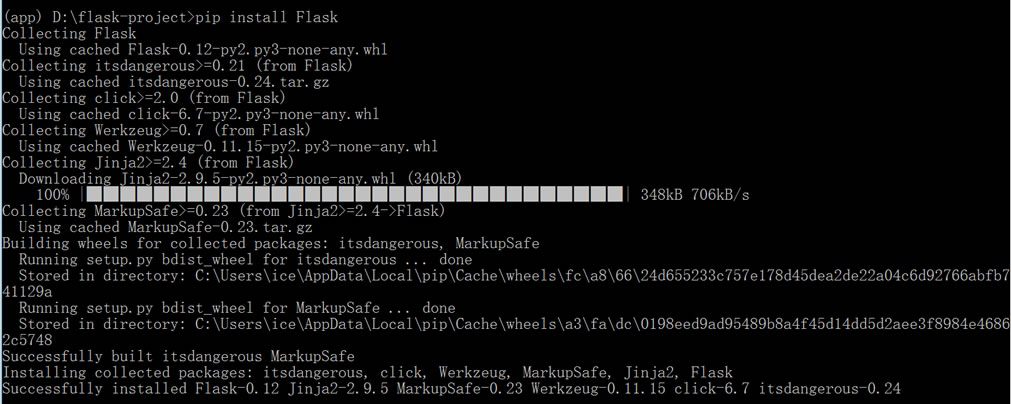 (app) D:\flask-project>pip install Flask
Collecting Flask
  Using cached Flask-0.12-py2.py3-none-any.whl
Collecting itsdangerous>=0.21 (from Flask)
  Using cached itsdangerous-0.24.tar.gz
Collecting click>=2.0 (from Flask)
  Using cached click-6.7-py2.py3-none-any.whl
Collecting Werkzeug>=0.7 (from Flask)
  Using cached Werkzeug-0.11.15-py2.py3-none-any.whl
Collecting Jinja2>=2.4 (from Flask)
  Downloading Jinja2-2.9.5-py2.py3-none-any.whl (340kB)
    100% |████████████████████████████████| 348kB 706kB/s
Collecting MarkupSafe>=0.23 (from Jinja2>=2.4->Flask)
  Using cached MarkupSafe-0.23.tar.gz
Building wheels for collected packages: itsdangerous, MarkupSafe
  Running setup.py bdist_wheel for itsdangerous ... done
  Stored in directory: C:\Users\ice\AppData\Local\pip\Cache\wheels\fc\a8\66\24d655233c757e178d45dea2de22a04c6d92766abfb7
41129a
  Running setup.py bdist_wheel for MarkupSafe ... done
  Stored in directory: C:\Users\ice\AppData\Local\pip\Cache\wheels\a3\fa\dc\0198eed9ad95489b8a4f45d14dd5d2aee3f8984e4686
2c5748
Successfully built itsdangerous MarkupSafe
Installing collected packages: itsdangerous, click, Werkzeug, MarkupSafe, Jinja2, Flask
Successfully installed Flask-0.12 Jinja2-2.9.5 MarkupSafe-0.23 Werkzeug-0.11.15 click-6.7 itsdangerous-0.24